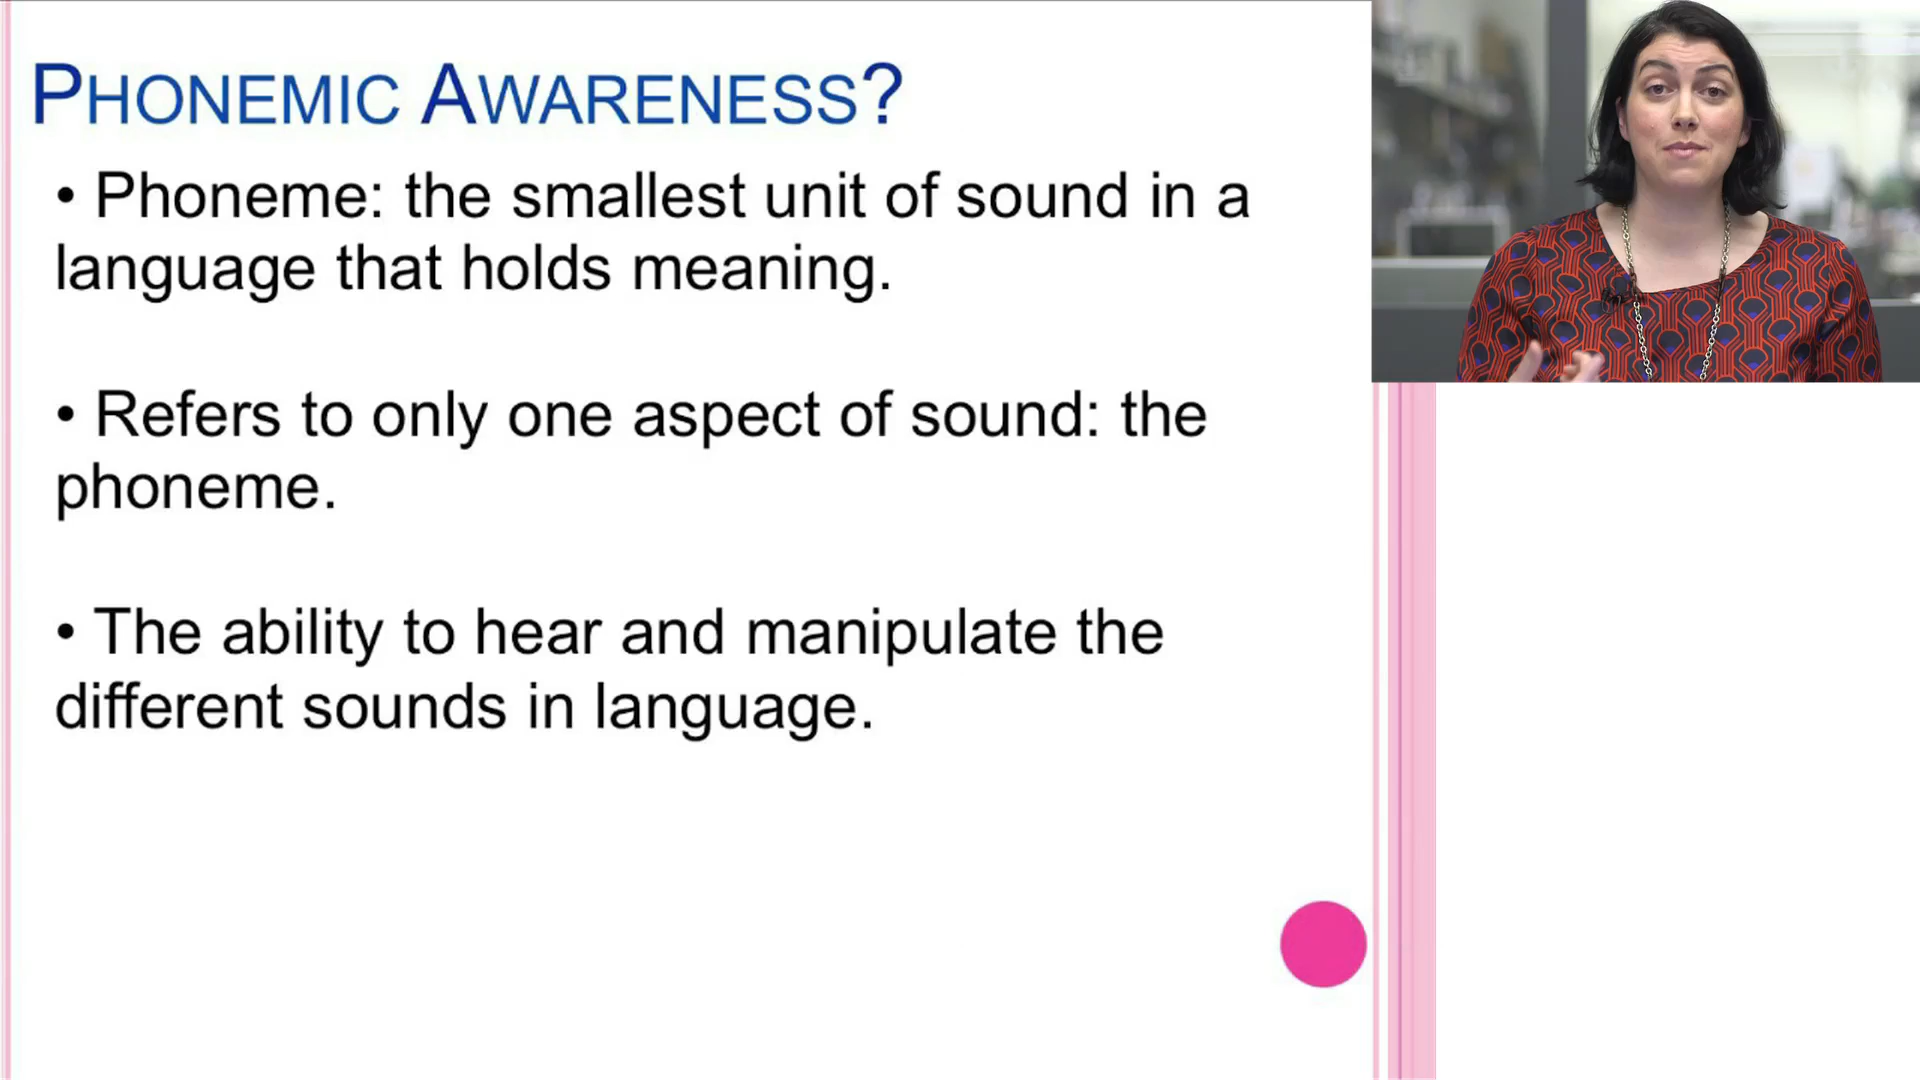 PHONEMIC AWARENESS?
• Phoneme: the smallest unit of sound in a
language that holds meaning.
• Refers to only one aspect of sound: the
phoneme.
• The ability to hear and manipulate the
different sounds in language.